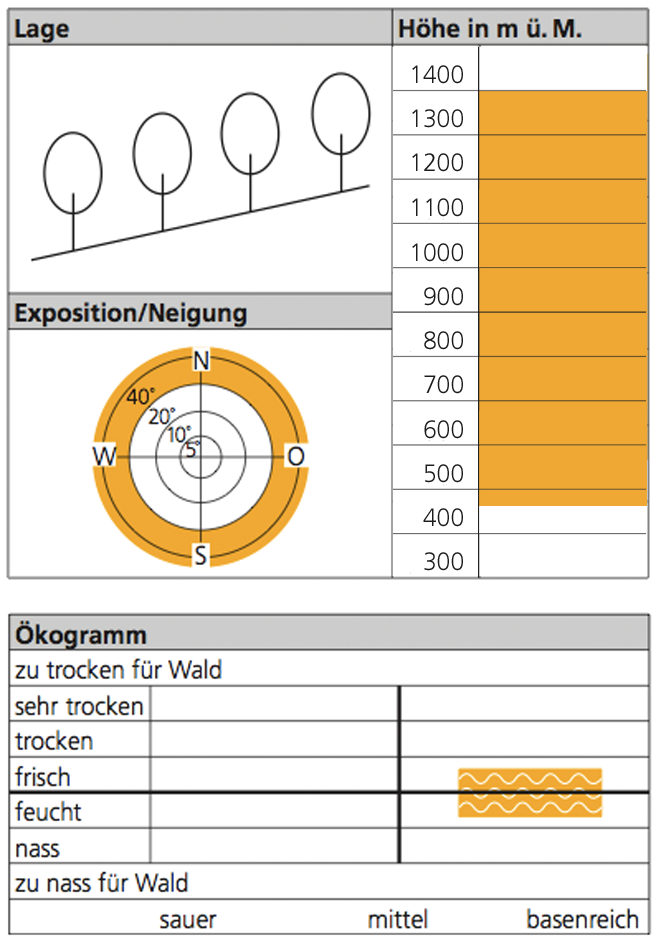 Lage
Höhe in m ü. M.
1400
1300
1200
1100
1000
900
800
700
600
500
400
300
Exposition/Neigung
N
40°
20°
10°
5°
W
O
S
Ökogramm
zu trocken für Wald
sehr trocken
trocken
frisch
feucht
nass
zu nass für Wald
sauer mittel basenreich